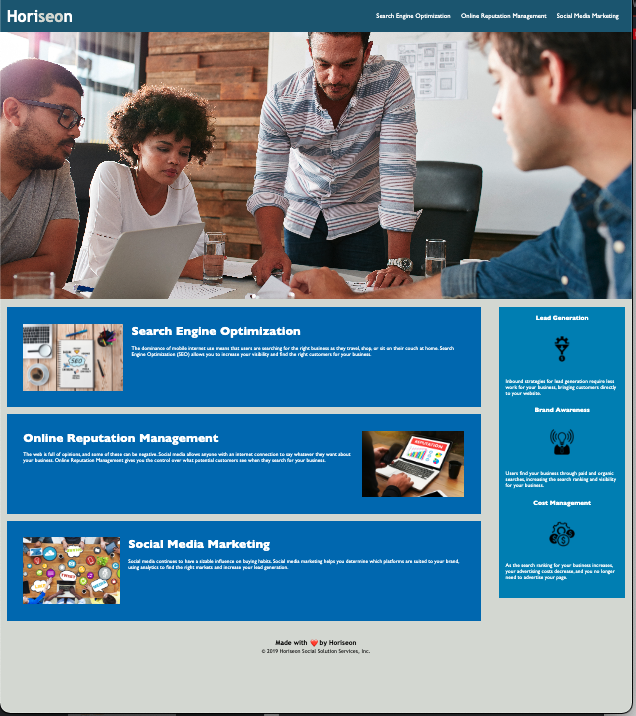 Horiseon
Search Engine Optimization
Online Reputation Management
Social Media Marketing
SEO
Search Engine Optimization
The dominance of mobile internet use means that users are searching for the right business as they travel, shop, or sit on their couch at home. Search
Engine Optimization (SEO) allows you to increase your visibility and find the right customers for your business.
Online Reputation Management
The web is full of opinions, and some of these can be negative. Social media allows anyone with an internet connection to say whatever they want about
your business. Online Reputation Management gives you the control over what potential customers see when they search for your business.
REPUTATION
Social Media Marketing
Social media continues to have a sizable influence on buying habits. Social media marketing helps you determine which platforms are suited to your brand,
using analytics to find the right markets and increase your lead generation.
TWEET
Lead Generation
Inbound strategies for lead generation require less
work for your business, bringing customers directly
to your website.
Brand Awareness
Users find your business through paid and organic
searches, increasing the search ranking and visibility
for your business.
Cost Management
As the search ranking for your business increases,
your advertising costs decrease, and you no longer
need to advertise your page.
Made with ❤️ by Horiseon
© 2019 Horiseon Social Solution Services, Inc.